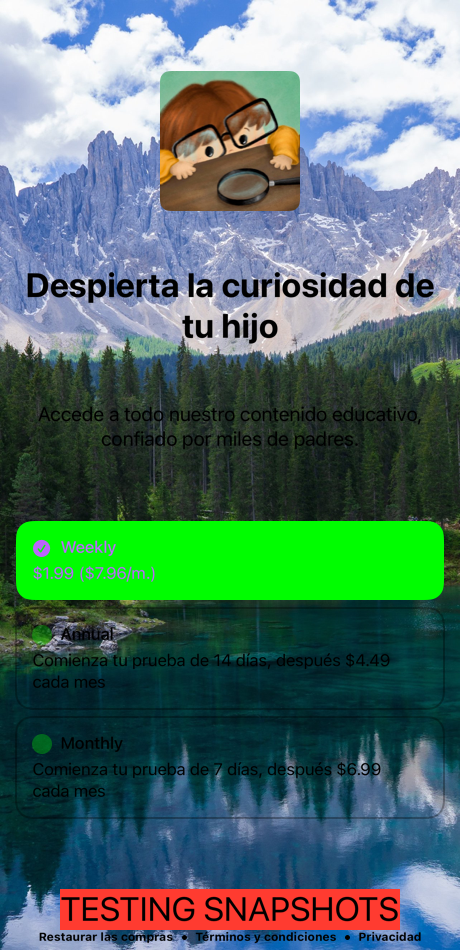 Despierta la curiosidad de
tu hijo
Accede a todo nuestro contenido educativo,
confiado por miles de padres.
Weekly
$1.99 ($7.96/m.)
Annual
Comienza tu prueba de 14 días, después $4.49
cada mes
Monthly
Comienza tu prueba de 7 días, después $6.99
cada mes
TESTING SNAPSHOTS
Restaurar las compras • Términos y condiciones • Privacidad